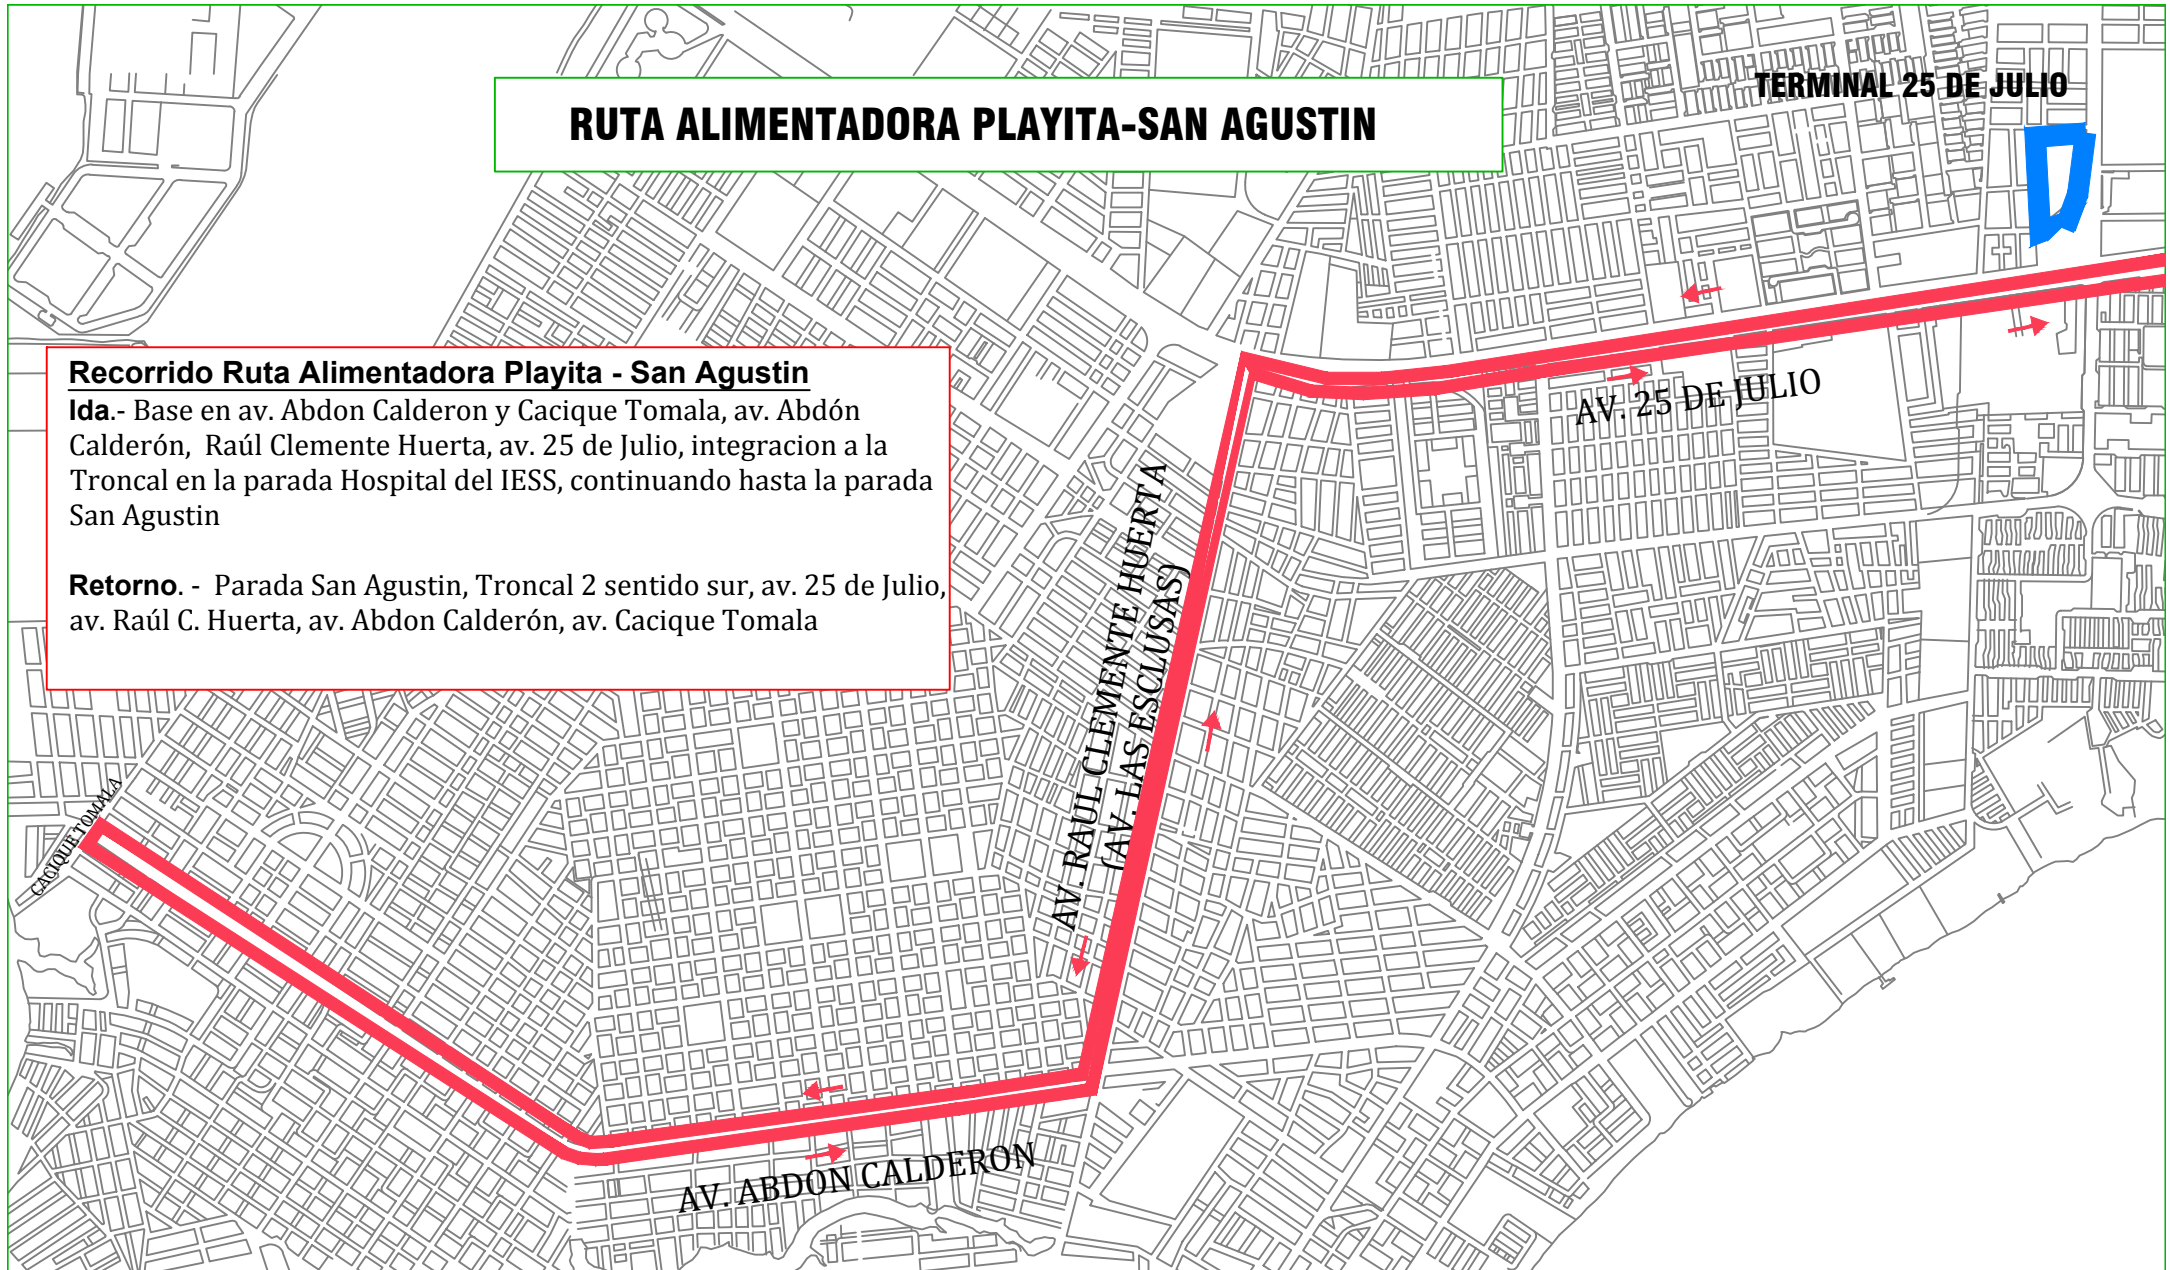 TERMINAL 25 DE JULIO
RUTA ALIMENTADORA PLAYITA-SAN AGUSTIN
Recorrido Ruta Alimentadora Playita - San Agustin
Ida.- Base en av. Abdon Calderon y Cacique Tomala, av. Abdón
Calderón, Raúl Clemente Huerta, av. 25 de Julio, integracion a la
Troncal en la parada Hospital del IESS, continuando hasta la parada
San Agustin
Retorno. - Parada San Agustin, Troncal 2 sentido sur, av. 25 de Julio,
av. Raúl C. Huerta, av. Abdon Calderón, av. Cacique Tomala
AV. 25 DE JULIO
AV. RAUL CLEMENTE HUERTA
(AV. LAS ESCLUSAS)
CACIQUE TOMALA
AV. ABDON CALDERON